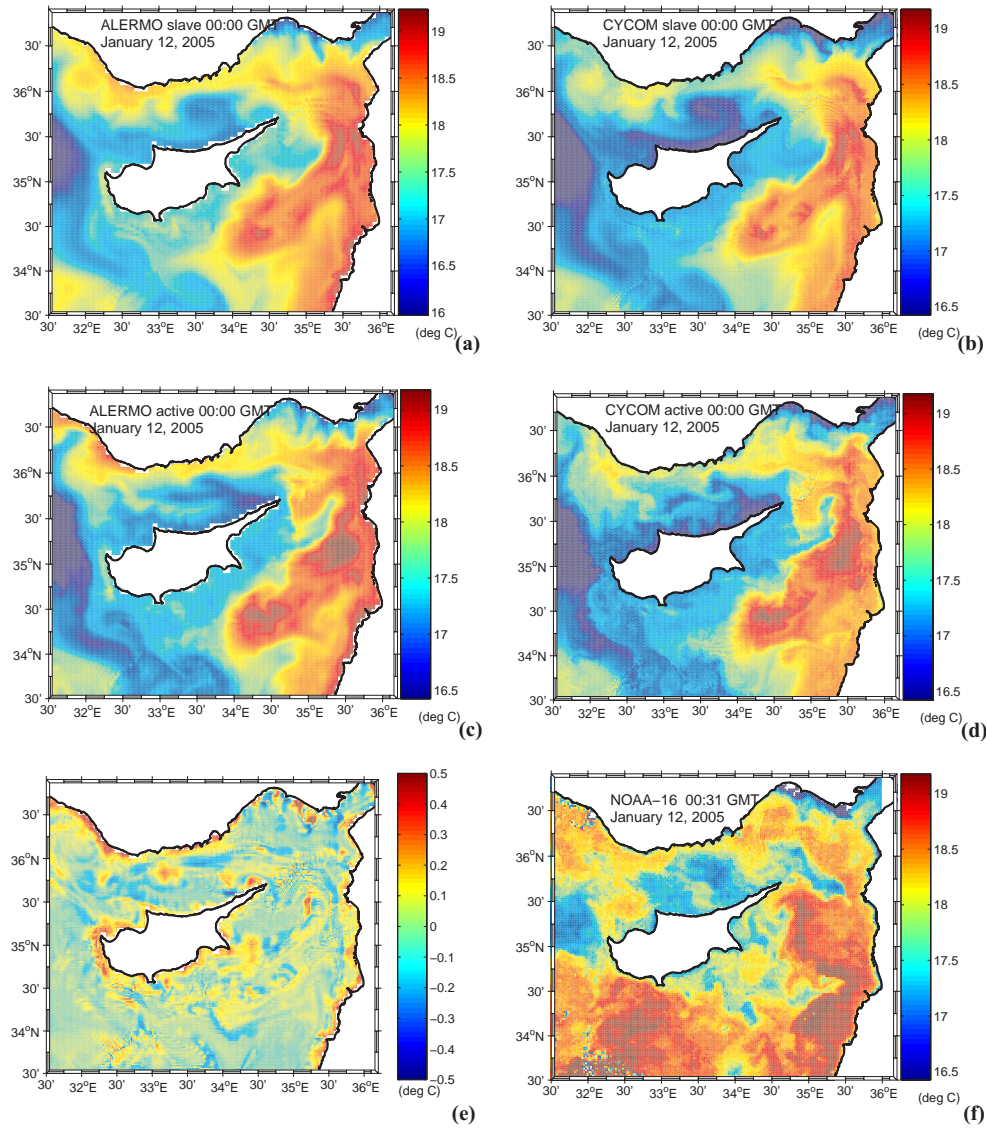 ALERMO slave 00:00 GMT
January 12, 2005
30'
36°N
30'
35°N
30'
34°N
30'
30' 32°E 30' 33°E 30' 34°E 30' 35°E 30' 36°E
19
18.5
18
17.5
17
16.5
16
(deg C)
(a)
CYCOM slave 00:00 GMT
January 12, 2005
30'
36°N
30'
35°N
30'
34°N
30'
30' 32°E 30' 33°E 30' 34°E 30' 35°E 30' 36°E
19
18.5
18
17.5
17
16.5
(deg C)
(b)
ALERMO active 00:00 GMT
January 12, 2005
30'
36°N
30'
35°N
30'
34°N
30'
30' 32°E 30' 33°E 30' 34°E 30' 35°E 30' 36°E
19
18.5
18
17.5
17
16.5
(deg C)
(c)
CYCOM active 00:00 GMT
January 12, 2005
30'
36°N
30'
35°N
30'
34°N
30'
30' 32°E 30' 33°E 30' 34°E 30' 35°E 30' 36°E
19
18.5
18
17.5
17
16.5
(deg C)
(d)
30'
36°N
30'
35°N
30'
34°N
30'
30' 32°E 30' 33°E 30' 34°E 30' 35°E 30' 36°E
0.5
0.4
0.3
0.2
0.1
0
−0.1
−0.2
−0.3
−0.4
−0.5
(e)
NOAA−16 00:31 GMT
January 12, 2005
30'
36°N
30'
35°N
30'
34°N
30'
30' 32°E 30' 33°E 30' 34°E 30' 35°E 30' 36°E
19
18.5
18
17.5
17
16.5
(deg C)
(f)